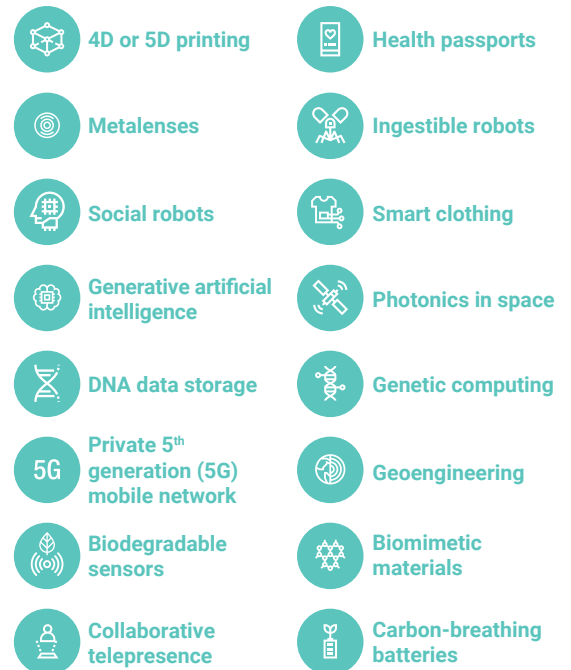 4D or 5D printing
Health passports
Metalenses
Ingestible robots
Social robots
Smart clothing
Generative artificial
intelligence
Photonics in space
DNA data storage
Genetic computing
5G
Private 5th
generation (5G)
mobile network
Geoengineering
Biodegradable
sensors
Biomimetic
materials
Collaborative
telepresence
Carbon-breathing
batteries